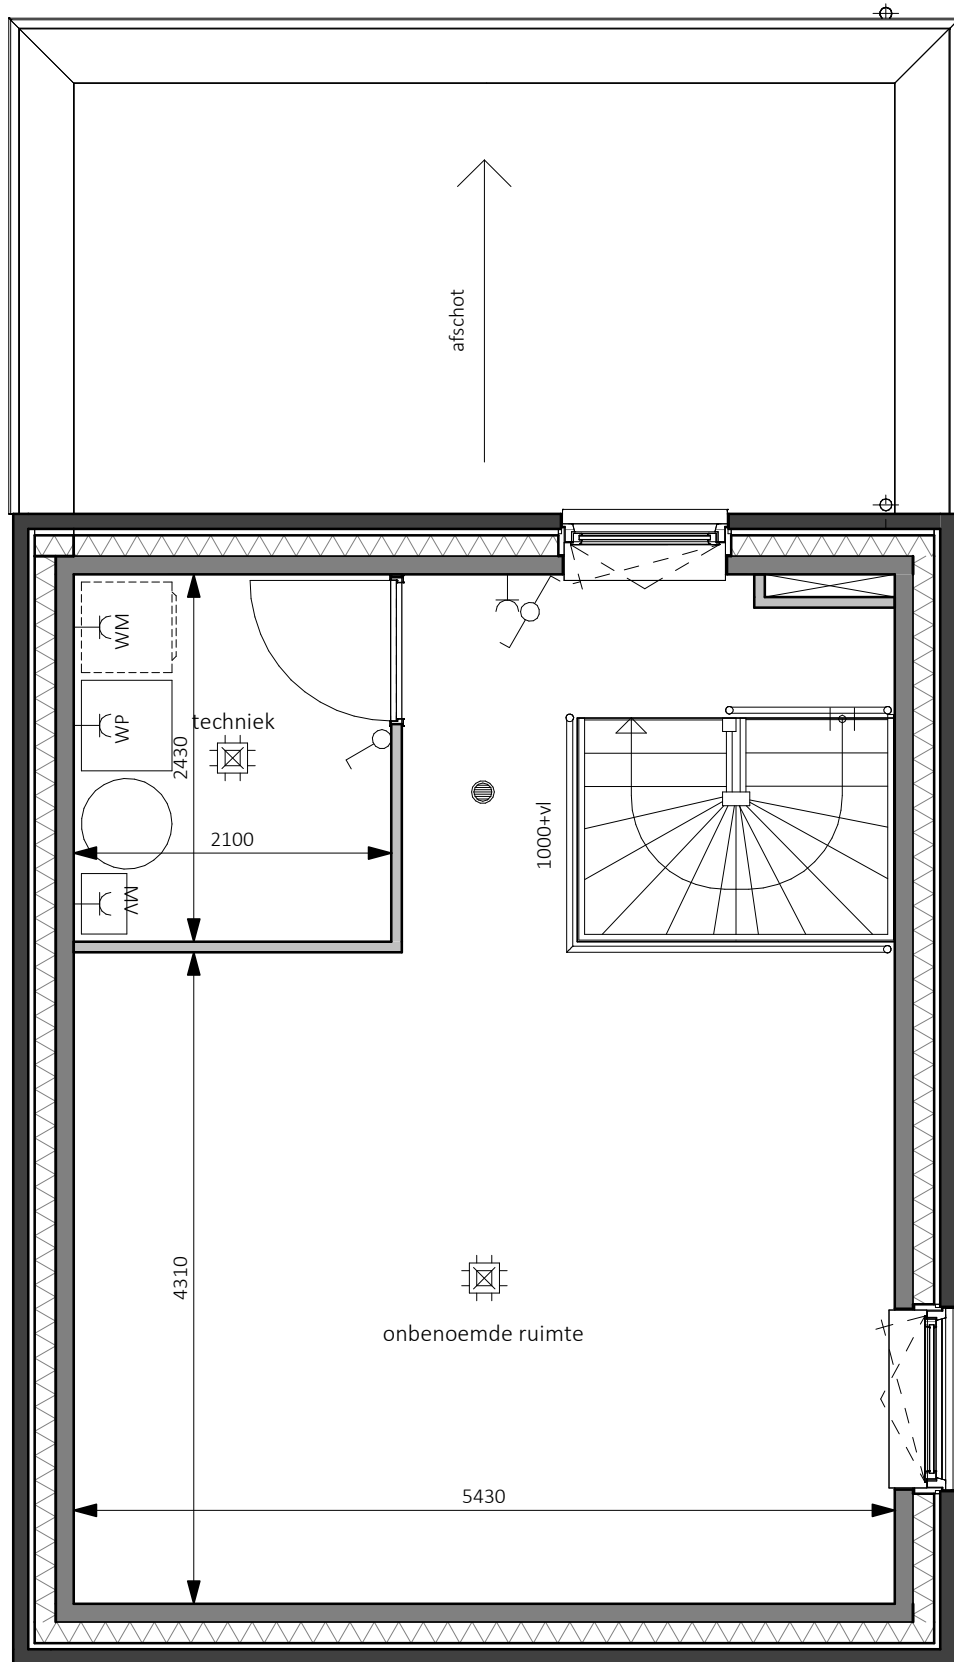 afschot
WM
WP
techniek
2430
2100
MV
1000+vl
4310
onbenoemde ruimte
5430